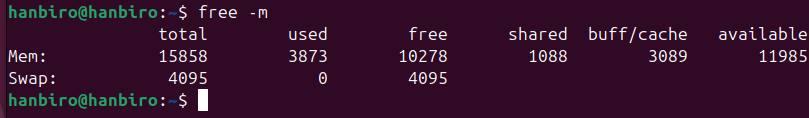 hanbiro@hanbiro:~$ free -m
               total        used        free      shared  buff/cache   available
Mem:           15858        3873       10278        1088        3089       11985
Swap:           4095           0        4095
hanbiro@hanbiro:~$